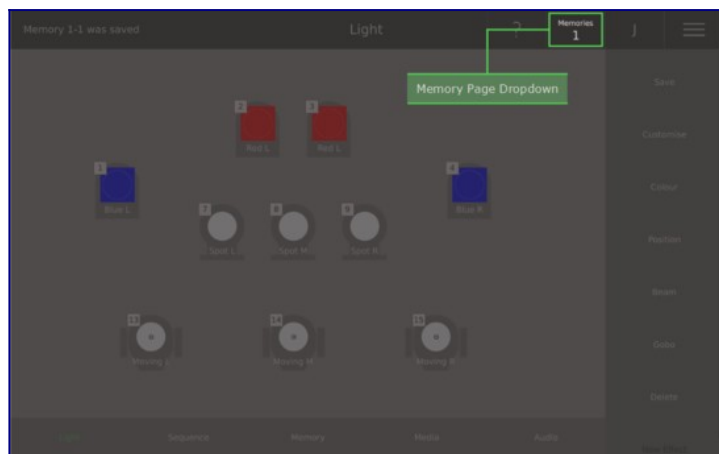 Memory 1-1 was saved
Light
?
Memories
1
J
Memory Page Dropdown
Save
Customise
Colour
Position
Beam
Gobo
Delete
2
3
Red L
Red L
1
4
Blue L
Blue R
7
8
9
Spot L
Spot M
Spot R
13
14
15
Moving L
Moving M
Moving R
Light
Sequence
Memory
Media
Audio